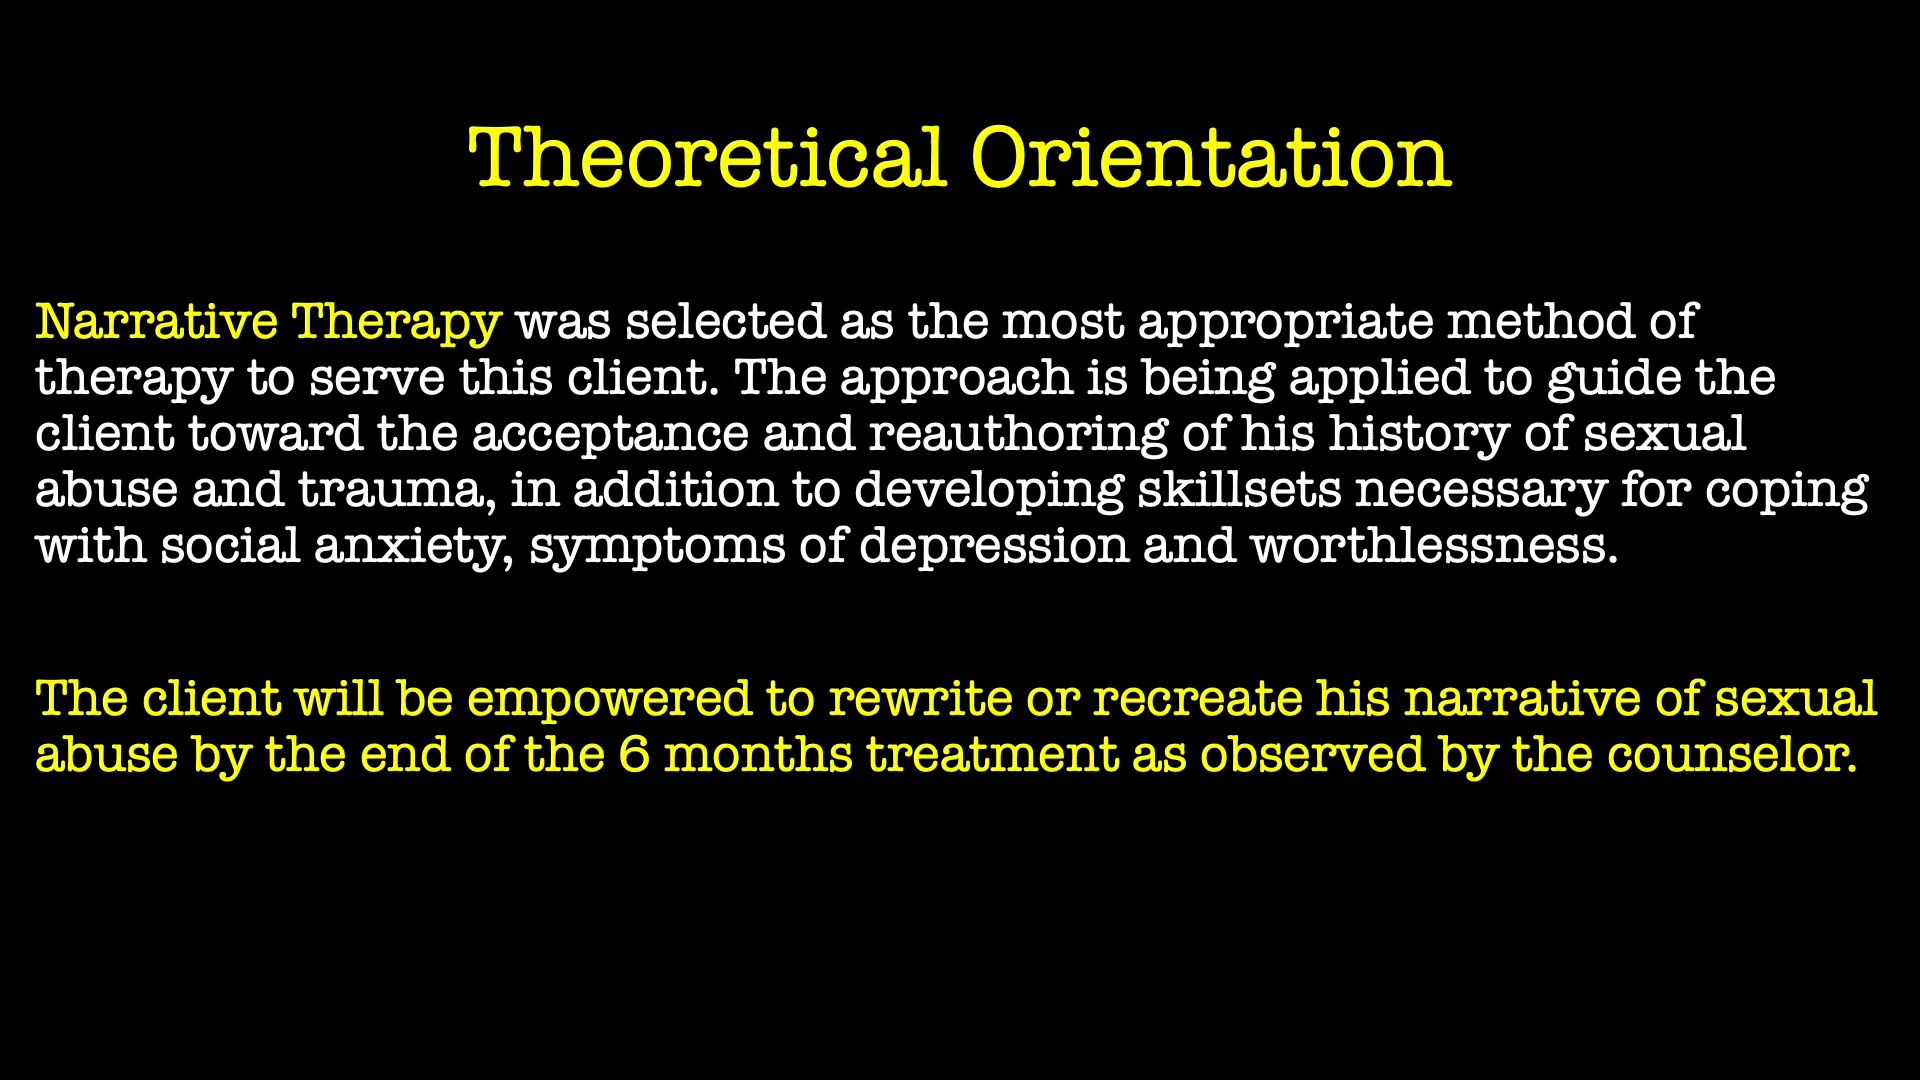 Theoretical Orientation
Narrative Therapy was selected as the most appropriate method of
therapy to serve this client. The approach is being applied to guide the
client toward the acceptance and reauthoring of his history of sexual
abuse and trauma, in addition to developing skillsets necessary for coping
with social anxiety, symptoms of depression and worthlessness.
The client will be empowered to rewrite or recreate his narrative of sexual
abuse by the end of the 6 months treatment as observed by the counselor.